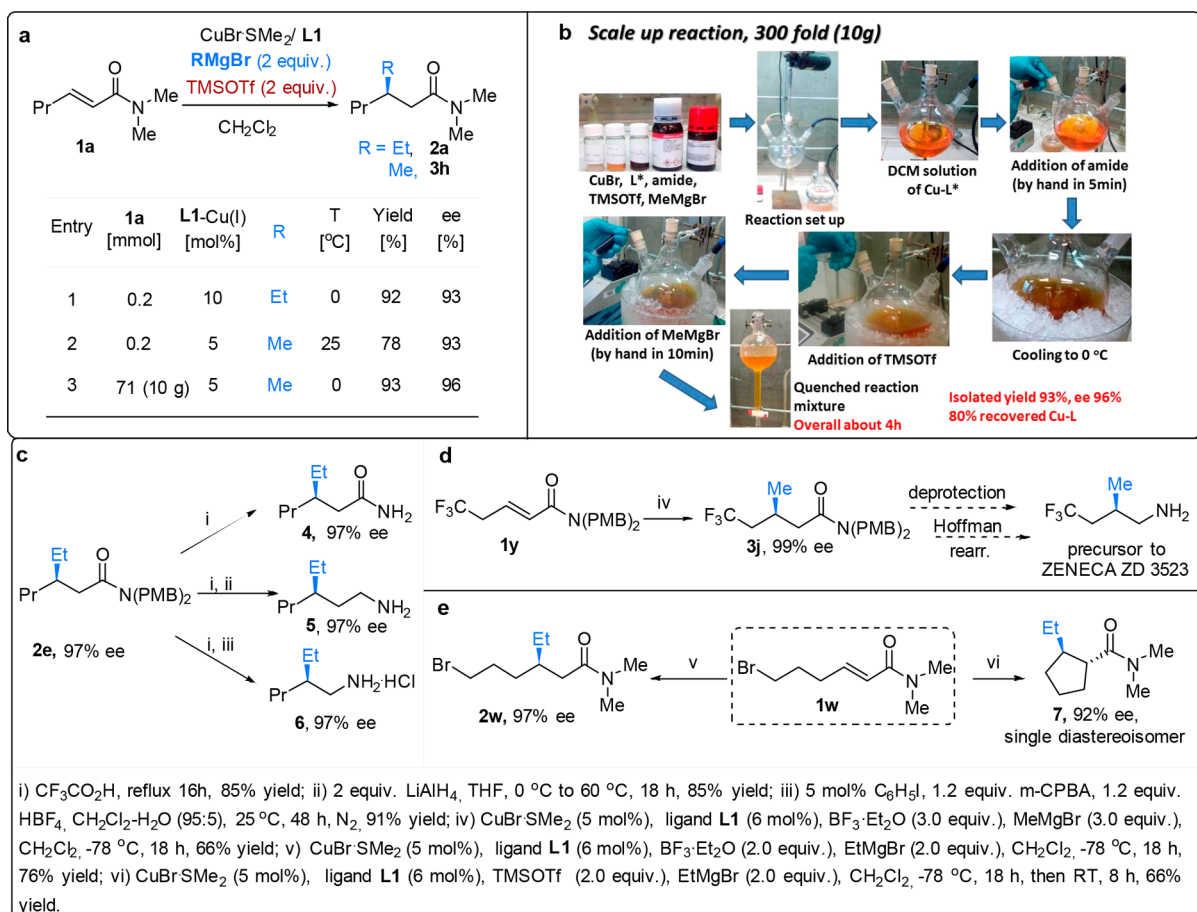 a
CuBr·SMe2/ L1
RMgBr (2 equiv.)
TMSOTf (2 equiv.)
CH2Cl2
O
N
Me
Me
Pr
1a
R
O
Pr
N
Me
Me
R = Et, 2a
Me, 3h
Entry 1a [mmol] L1-Cu(I) [mol%] R T [oC] Yield [%] ee [%]
1 0.2 10 Et 0 92 93
2 0.2 5 Me 25 78 93
3 71 (10 g) 5 Me 0 93 96
b Scale up reaction, 300 fold (10g)
CuBr, L*, amide,
TMSOTf, MeMgBr
Reaction set up
DCM solution
of Cu-L*
Addition of amide
(by hand in 5min)
Cooling to 0 °C
Addition of TMSOTf
Addition of MeMgBr
(by hand in 10min)
Quenched reaction
mixture
Overall about 4h
Isolated yield 93%, ee 96%
80% recovered Cu-L
c
Et
O
Pr
N(PMB)2
2e, 97% ee
i
Et
O
Pr
NH2
4, 97% ee
i, ii
Et
Pr
NH2
5, 97% ee
i, iii
Et
Pr
NH2·HCl
6, 97% ee
d
O
F3C
N(PMB)2
1y
iv
Me
O
F3C
N(PMB)2
3j, 99% ee
deprotection
Hoffman
rearr.
Me
F3C
NH2
precursor to
ZENECA ZD 3523
e
Et
O
Br
N
Me
Me
2w, 97% ee
v
O
Br
N
Me
Me
1w
vi
Et
O
N
Me
Me
7, 92% ee,
single diastereoisomer
i) CF3CO2H, reflux 16h, 85% yield; ii) 2 equiv. LiAlH4, THF, 0 oC to 60 oC, 18 h, 85% yield; iii) 5 mol% C6H5I, 1.2 equiv. m-CPBA, 1.2 equiv.
HBF4, CH2Cl2-H2O (95:5), 25 oC, 48 h, N2, 91% yield; iv) CuBr·SMe2 (5 mol%), ligand L1 (6 mol%), BF3·Et2O (3.0 equiv.), MeMgBr (3.0 equiv.),
CH2Cl2, -78 oC, 18 h, 66% yield; v) CuBr·SMe2 (5 mol%), ligand L1 (6 mol%), BF3·Et2O (2.0 equiv.), EtMgBr (2.0 equiv.), CH2Cl2, -78 oC, 18 h,
76% yield; vi) CuBr·SMe2 (5 mol%), ligand L1 (6 mol%), TMSOTf (2.0 equiv.), EtMgBr (2.0 equiv.), CH2Cl2, -78 oC, 18 h, then RT, 8 h, 66%
yield.